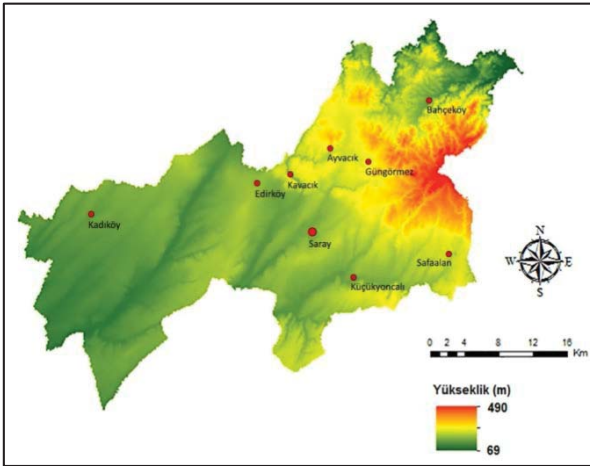 Bahçeköy
Ayvacık
Güngörmez
Kavacık
Edirköy
Kadıköy
Saray
Safaalan
Küçükyoncalı
N
W E
S
0 2 4 8 12 16
Km
Yükseklik (m)
490
69